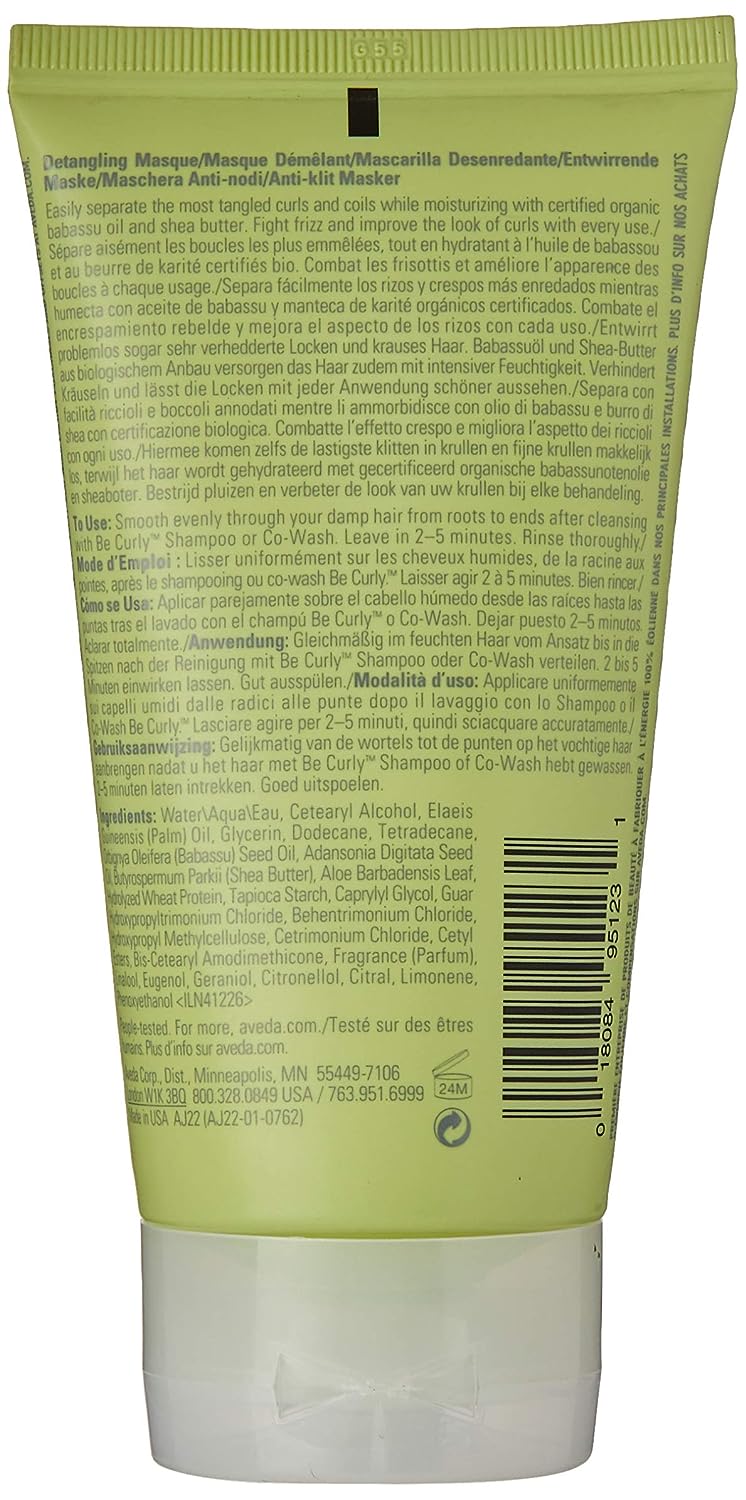 G55
Detangling Masque/Masque Démêlant/Mascarilla Desenredante/Entwirrende
Maske/Maschera Anti-nodi/Anti-klit Masker
Easily separate the most tangled curls and coils while moisturizing with certified organic
babassu oil and shea butter. Fight frizz and improve the look of curls with every use./
Sépare aisément les boucles les plus emmêlées, tout en hydratant à l'huile de babassou
et au beurre de karité certifiés bio. Combat les frisottis et améliore l'apparence des
boucles à chaque usage./Separa fácilmente los rizos y crespos más enredados mientras
humecta con aceite de babassu y manteca de karité orgánicos certificados. Combate el
encrespamiento rebelde y mejora el aspecto de los rizos con cada uso./Entwirrt
problemlos sogar sehr verhedderte Locken und krauses Haar. Babassuöl und Shea-Butter
aus biologischem Anbau versorgen das Haar zudem mit intensiver Feuchtigkeit. Verhindert
Kräuseln und lässt die Locken mit jeder Anwendung schöner aussehen./Separa con
facilità riccioli e boccoli annodati mentre li ammorbidisce con olio di babassu e burro di
shea con certificazione biologica. Combatte l'effetto crespo e migliora l'aspetto dei riccioli
con ogni uso./Hiermee komen zelfs de lastigste klitten in krullen en fijne krullen makkelijk
los, terwijl het haar wordt gehydrateerd met gecertificeerd organische babassunotenolie
en sheaboter. Bestrijd pluizen en verbeter de look van uw krullen bij elke behandeling.
To Use: Smooth evenly through your damp hair from roots to ends after cleansing
with Be Curly™ Shampoo or Co-Wash. Leave in 2–5 minutes. Rinse thoroughly./
Mode d'Emploi : Lisser uniformément sur les cheveux humides, de la racine aux
pointes, après le shampooing ou co-wash Be Curly.™ Laisser agir 2 à 5 minutes. Bien rincer/
Cómo se Usa: Aplicar parejamente sobre el cabello húmedo desde las raíces hasta las
puntas tras el lavado con el champú Be Curly™ o Co-Wash. Dejar puesto 2–5 minutos.
Aclarar totalmente./Anwendung: Gleichmäßig im feuchten Haar vom Ansatz bis in die
Spitzen nach der Reinigung mit Be Curly™ Shampoo oder Co-Wash verteilen. 2 bis 5
Minuten einwirken lassen. Gut ausspülen./Modalità d'uso: Applicare uniformemente
sui capelli umidi dalle radici alle punte dopo il lavaggio con lo Shampoo o il
Co-Wash Be Curly.™ Lasciare agire per 2–5 minuti, quindi sciacquare accuratamente./
Gebruiksaanwijzing: Gelijkmatig van de wortels tot de punten op het vochtige haar
aanbrengen nadat u het haar met Be Curly™ Shampoo of Co-Wash hebt gewassen.
2–5 minuten laten intrekken. Goed uitspoelen.
Ingredients: Water\Aqua\Eau, Cetearyl Alcohol, Elaeis
Guineensis (Palm) Oil, Glycerin, Dodecane, Tetradecane,
Orbignya Oleifera (Babassu) Seed Oil, Adansonia Digitata Seed
Oil, Butyrospermum Parkii (Shea Butter), Aloe Barbadensis Leaf,
Hydrolyzed Wheat Protein, Tapioca Starch, Caprylyl Glycol, Guar
Hydroxypropyltrimonium Chloride, Behentrimonium Chloride,
Hydroxypropyl Methylcellulose, Cetrimonium Chloride, Cetyl
Esters, Bis-Cetearyl Amodimethicone, Fragrance (Parfum),
Linalool, Eugenol, Geraniol, Citronellol, Citral, Limonene,
Phenoxyethanol <ILN41226>
People-tested. For more, aveda.com./Testé sur des êtres
humains. Plus d'info sur aveda.com.
Aveda Corp., Dist., Minneapolis, MN 55449-7106
London W1K 3BQ 800.328.0849 USA / 763.951.6999
Made in USA AJ22 (AJ22-01-0762)
24M
0 18084 95123 1
PREMIÈRE ENTREPRISE DE PRODUITS DE BEAUTÉ À FABRIQUER À L'ÉNERGIE 100% ÉOLIENNE DANS NOS PRINCIPALES INSTALLATIONS. PLUS D'INFO SUR NOS ACHATS
AVEDA.COM.